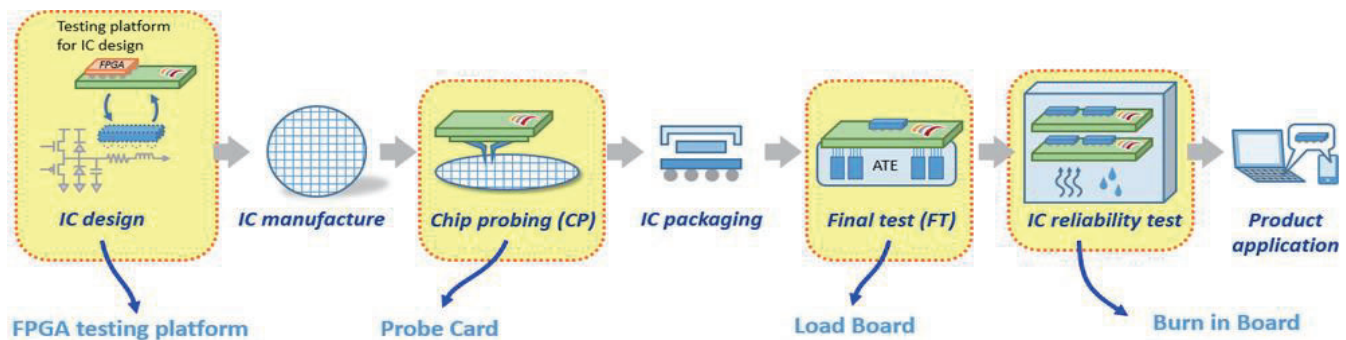 Testing platform
for IC design
FPGA
ATE
IC design
IC manufacture
Chip probing (CP)
IC packaging
Final test (FT)
IC reliability test
Product
application
FPGA testing platform
Probe Card
Load Board
Burn in Board